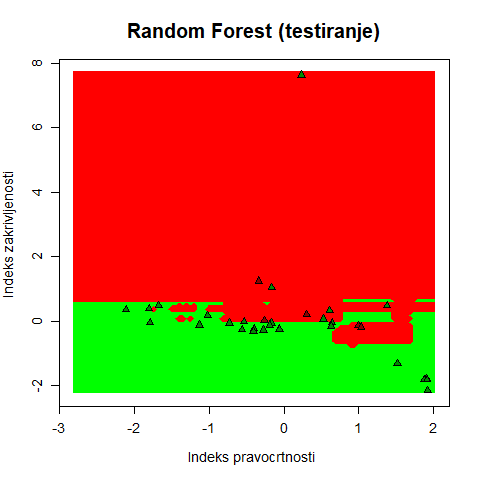 Random Forest (testiranje)
Indeks zakrivljenosti
8
6
4
2
0
-2
-3 -2 -1 0 1 2
Indeks pravocrtnosti